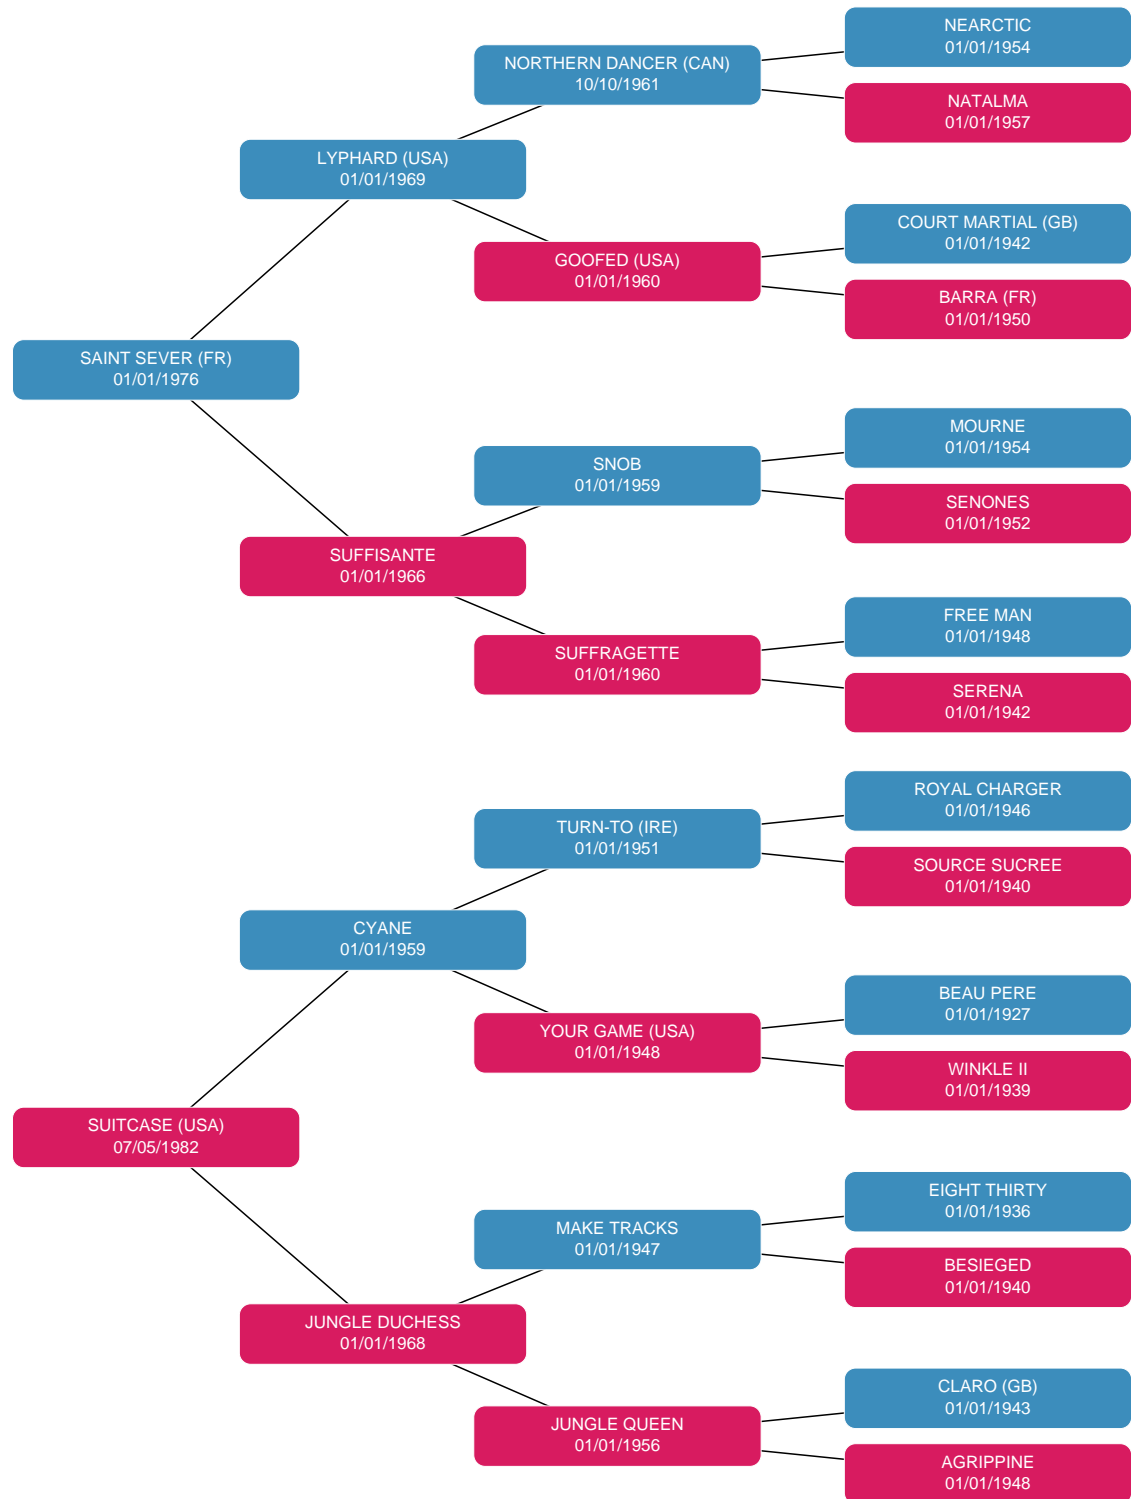 NEARCTIC
01/01/1954
NORTHERN DANCER (CAN)
10/10/1961
NATALMA
01/01/1957
LYPHARD (USA)
01/01/1969
COURT MARTIAL (GB)
01/01/1942
GOOFED (USA)
01/01/1960
BARRA (FR)
01/01/1950
SAINT SEVER (FR)
01/01/1976
MOURNE
01/01/1954
SNOB
01/01/1959
SENONES
01/01/1952
SUFFISANTE
01/01/1966
FREE MAN
01/01/1948
SUFFRAGETTE
01/01/1960
SERENA
01/01/1942
ROYAL CHARGER
01/01/1946
TURN-TO (IRE)
01/01/1951
SOURCE SUCREE
01/01/1940
CYANE
01/01/1959
BEAU PERE
01/01/1927
YOUR GAME (USA)
01/01/1948
WINKLE II
01/01/1939
SUITCASE (USA)
07/05/1982
EIGHT THIRTY
01/01/1936
MAKE TRACKS
01/01/1947
BESIEGED
01/01/1940
JUNGLE DUCHESS
01/01/1968
CLARO (GB)
01/01/1943
JUNGLE QUEEN
01/01/1956
AGRIPPINE
01/01/1948